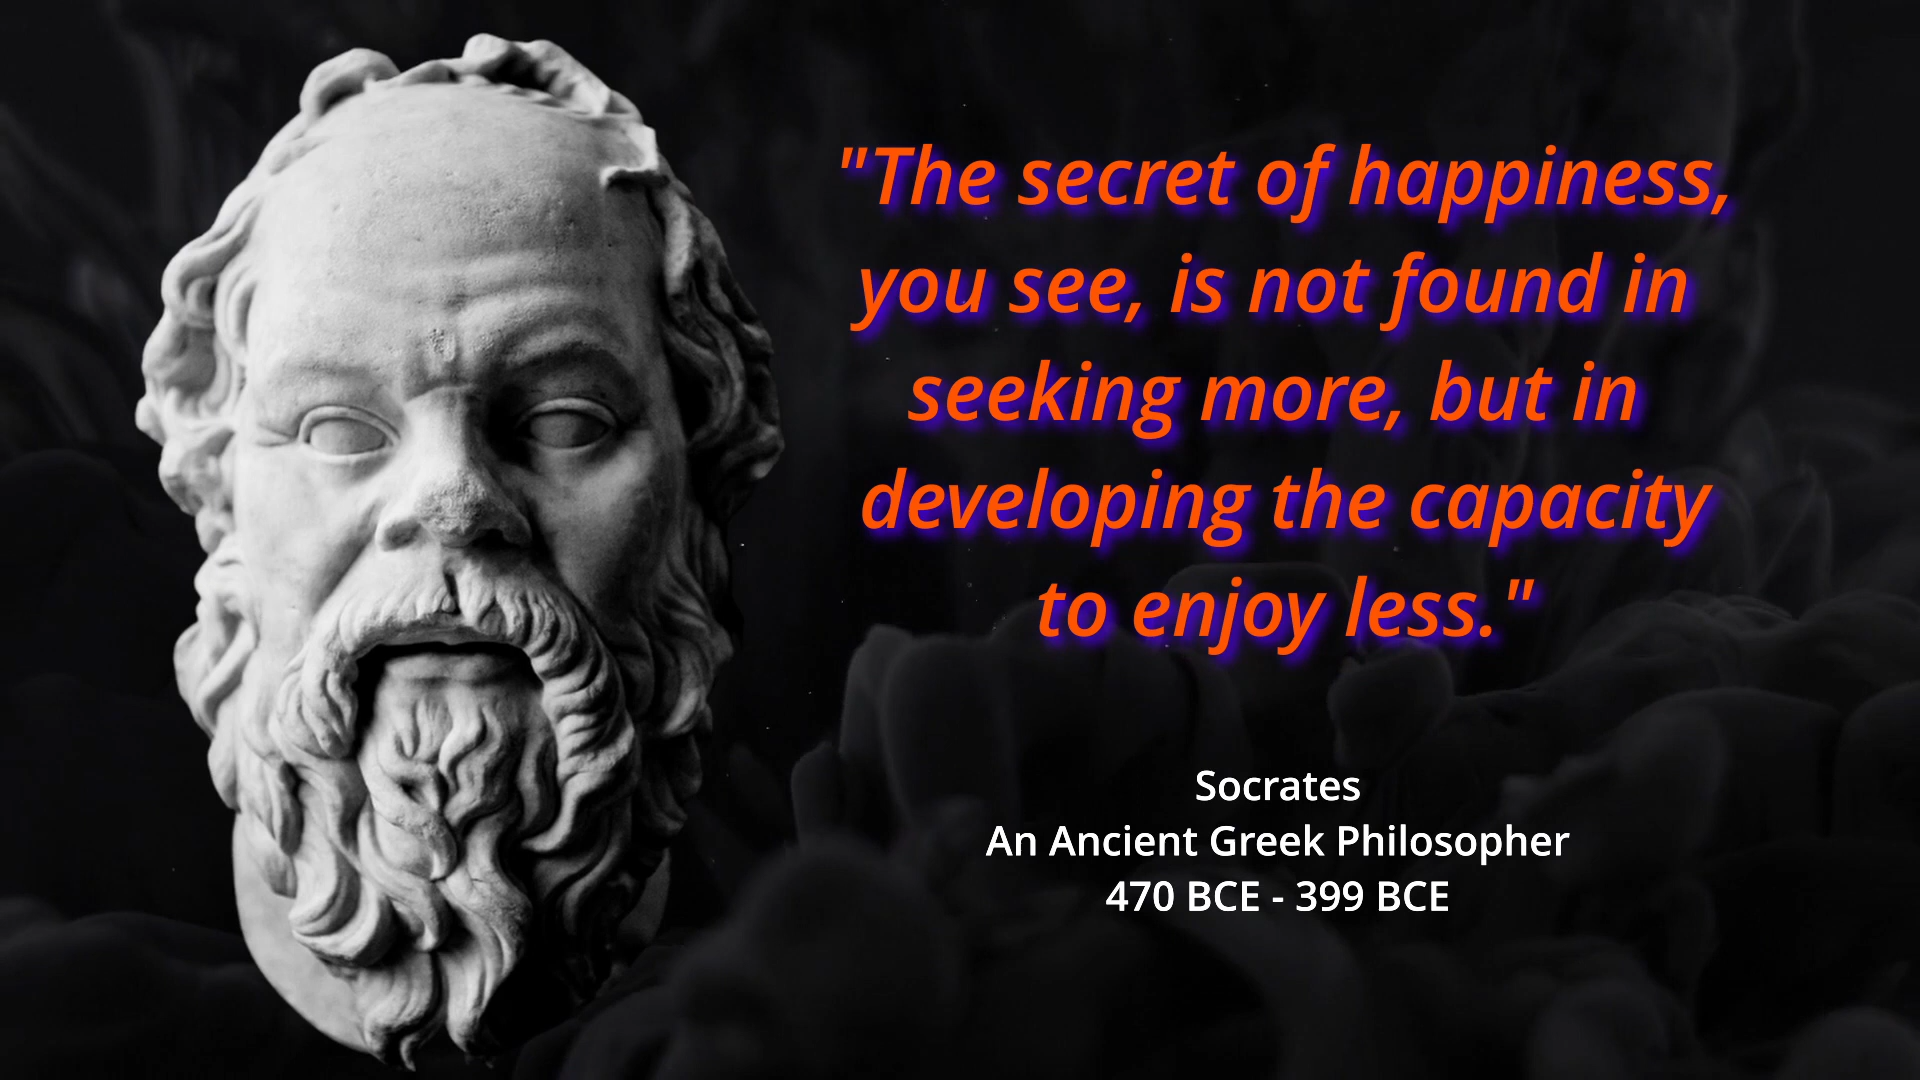 "The secret of happiness,
you see, is not found in
seeking more, but in
developing the capacity
to enjoy less."
Socrates
An Ancient Greek Philosopher
470 BCE - 399 BCE